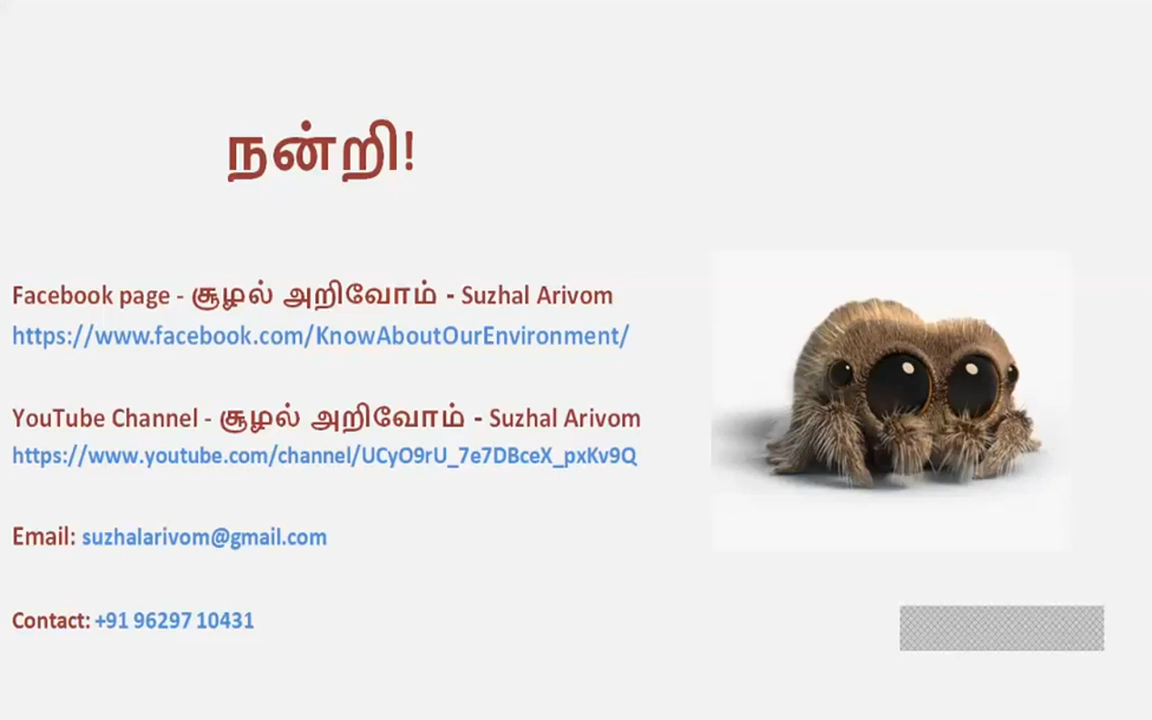 நன்றி!
Facebook page - சூழல் அறிவோம் - Suzhal Arivom
https://www.facebook.com/KnowAboutOurEnvironment/
YouTube Channel - சூழல் அறிவோம் - Suzhal Arivom
https://www.youtube.com/channel/UCyO9rU_7e7DBceX_pxKv9Q
Email: suzhalarivom@gmail.com
Contact: +91 96297 10431